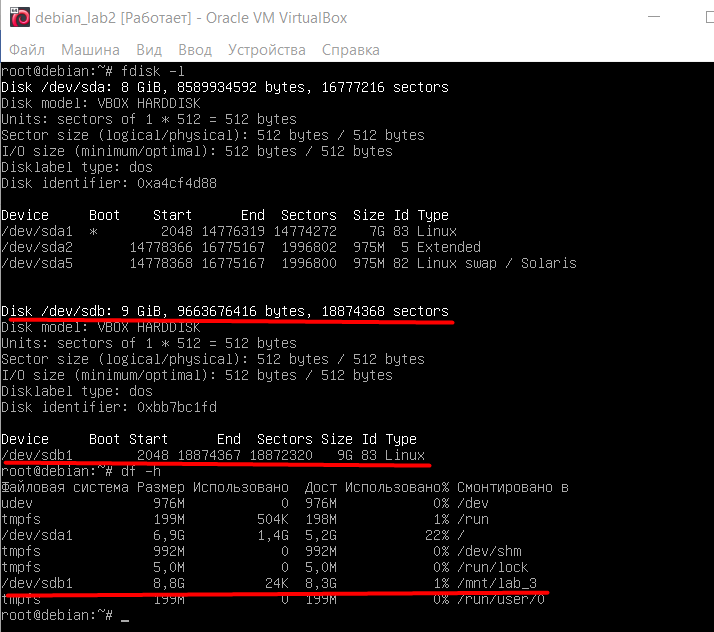 debian_lab2 [Работает] - Oracle VM VirtualBox
Файл Машина Вид Ввод Устройства Справка
root@debian:~# fdisk -l
Disk /dev/sda: 8 GiB, 8589934592 bytes, 16777216 sectors
Disk model: VBOX HARDDISK
Units: sectors of 1 * 512 = 512 bytes
Sector size (logical/physical): 512 bytes / 512 bytes
I/O size (minimum/optimal): 512 bytes / 512 bytes
Disklabel type: dos
Disk identifier: 0xa4cf4d88
Device Boot Start End Sectors Size Id Type
/dev/sda1 * 2048 14776319 14774272 7G 83 Linux
/dev/sda2 14778366 16775167 1996802 975M 5 Extended
/dev/sda5 14778368 16775167 1996800 975M 82 Linux swap / Solaris
Disk /dev/sdb: 9 GiB, 9663676416 bytes, 18874368 sectors
Disk model: VBOX HARDDISK
Units: sectors of 1 * 512 = 512 bytes
Sector size (logical/physical): 512 bytes / 512 bytes
I/O size (minimum/optimal): 512 bytes / 512 bytes
Disklabel type: dos
Disk identifier: 0xbb7bc1fd
Device Boot Start End Sectors Size Id Type
/dev/sdb1 2048 18874367 18872320 9G 83 Linux
root@debian:~# df -h
Файловая система Размер Использовано Дост Использовано% Смонтировано в
udev 976M 0 976M 0% /dev
tmpfs 199M 504K 198M 1% /run
/dev/sda1 6,9G 1,4G 5,2G 22% /
tmpfs 992M 0 992M 0% /dev/shm
tmpfs 5,0M 0 5,0M 0% /run/lock
/dev/sdb1 8,8G 24K 8,3G 1% /mnt/lab_3
tmpfs 199M 0 199M 0% /run/user/0
root@debian:~# _